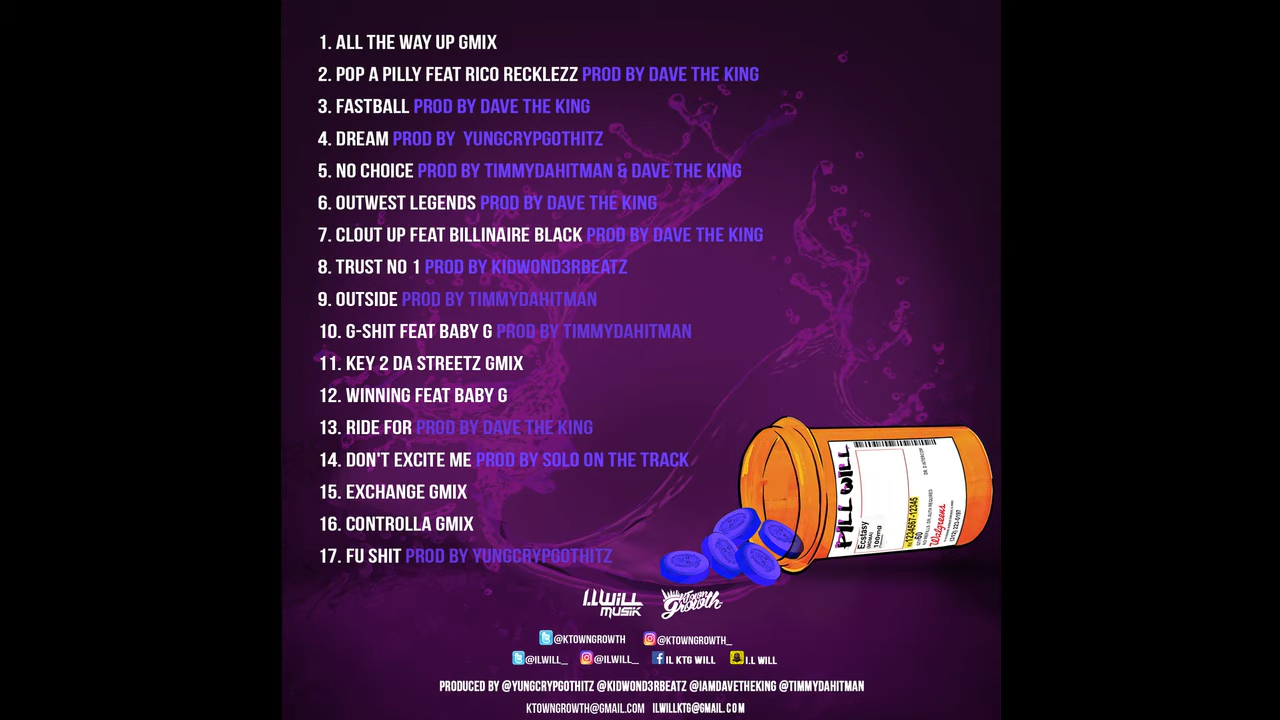 1. ALL THE WAY UP GMIX
2. POP A PILLY FEAT RICO RECKLEZZ PROD BY DAVE THE KING
3. FASTBALL PROD BY DAVE THE KING
4. DREAM PROD BY YUNGCRYPGOTHITZ
5. NO CHOICE PROD BY TIMMYDAHITMAN & DAVE THE KING
6. OUTWEST LEGENDS PROD BY DAVE THE KING
7. CLOUT UP FEAT BILLINAIRE BLACK PROD BY DAVE THE KING
8. TRUST NO 1 PROD BY KIDWOND3RBEATZ
9. OUTSIDE PROD BY TIMMYDAHITMAN
10. G-SHIT FEAT BABY G PROD BY TIMMYDAHITMAN
11. KEY 2 DA STREETZ GMIX
12. WINNING FEAT BABY G
13. RIDE FOR PROD BY DAVE THE KING
14. DON'T EXCITE ME PROD BY SOLO ON THE TRACK
15. EXCHANGE GMIX
16. CONTROLLA GMIX
17. FU SHIT PROD BY YUNGCRYPGOTHITZ
PILL WILL
Ecstasy
(MDMA)
100mg
Walgreens
I.L WILL MUSIK
KTOWN Growth
@KTOWNGROWTH @KTOWNGROWTH_
@ILWILL__ @ILWILL__ IL KTG WILL I.L WILL
PRODUCED BY @YUNGCRYPGOTHITZ @KIDWOND3RBEATZ @IAMDAVETHEKING @TIMMYDAHITMAN
KTOWNGROWTH@GMAIL.COM ILWILLKTG@GMAIL.COM